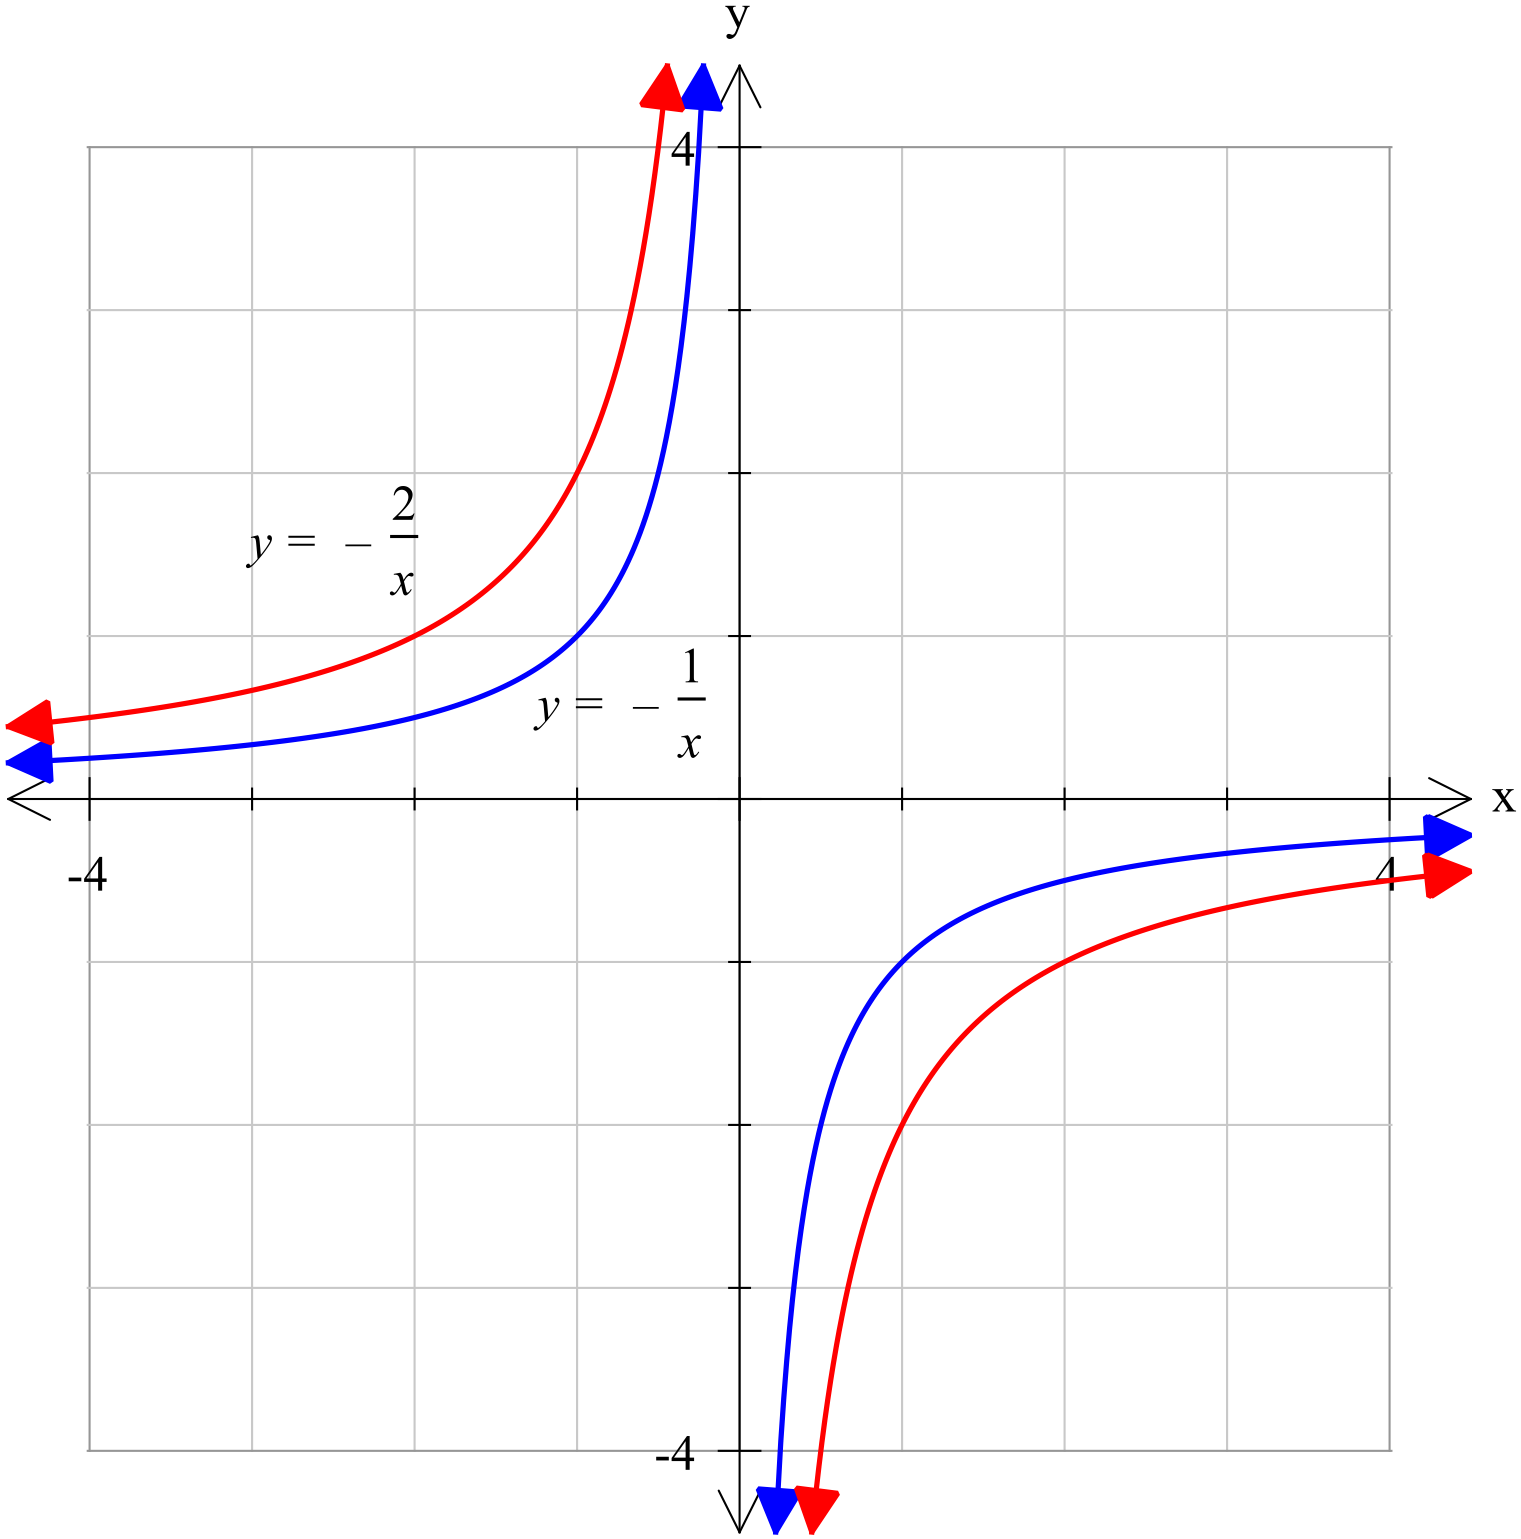 y
4
y = − 2/x
y = − 1/x
x
-4
4
-4